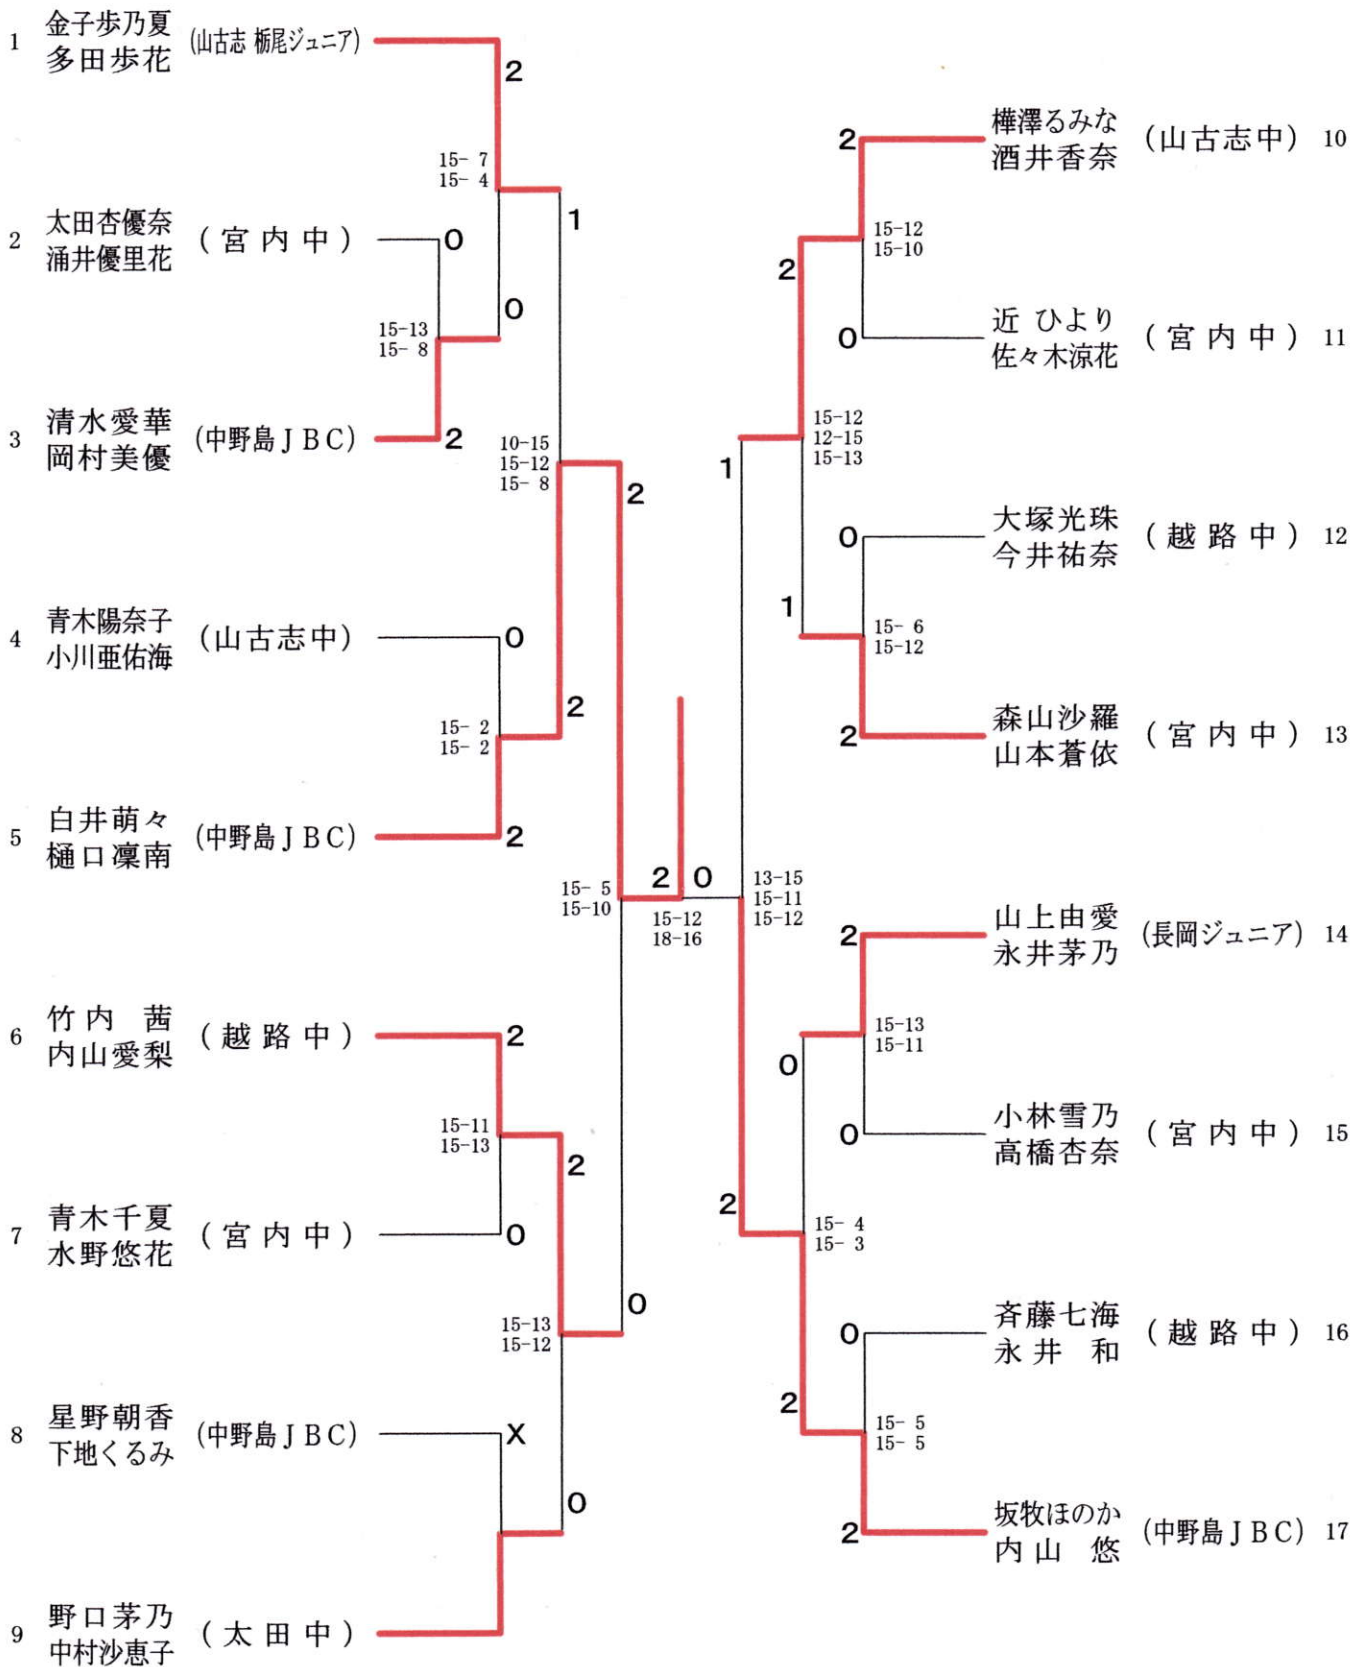 1 金子歩乃夏 (山古志 栃尾ジュニア)
多田歩花
2
15- 7
15- 4
2 太田杏優奈 (宮内中)
涌井優里花
0
1
0
15-13
15- 8
3 清水愛華 (中野島JBC)
岡村美優
2
10-15
15-12
15- 8
2
4 青木陽奈子 (山古志中)
小川亜佑海
0
2
15- 2
15- 2
5 白井萌々 (中野島JBC)
樋口凜南
2
15- 5
15-10
6 竹内 茜 (越路中)
内山愛梨
2
15-11
15-13
2
7 青木千夏 (宮内中)
水野悠花
0
0
15-13
15-12
8 星野朝香 (中野島JBC)
下地くるみ
X
0
9 野口茅乃 (太田中)
中村沙恵子
2 0
15-12
18-16
2 樺澤るみな (山古志中) 10
酒井香奈
15-12
15-10
2
0 近 ひより (宮内中) 11
佐々木涼花
15-12
12-15
15-13
1
0 大塚光珠 (越路中) 12
今井祐奈
1
15- 6
15-12
2 森山沙羅 (宮内中) 13
山本蒼依
13-15
15-11
15-12
2 山上由愛 (長岡ジュニア) 14
永井茅乃
15-13
15-11
0
0 小林雪乃 (宮内中) 15
高橋杏奈
2
15- 4
15- 3
0 斉藤七海 (越路中) 16
永井 和
2
15- 5
15- 5
2 坂牧ほのか (中野島JBC) 17
内山 悠